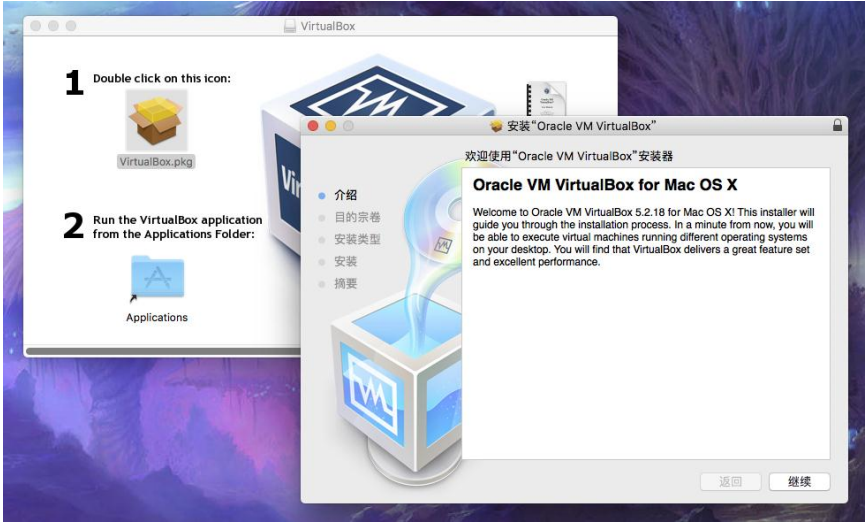 VirtualBox
1 Double click on this icon:
VirtualBox.pkg
2 Run the VirtualBox application
from the Applications Folder:
Applications
安装“Oracle VM VirtualBox”
欢迎使用“Oracle VM VirtualBox”安装器
介绍
目的宗卷
安装类型
安装
摘要
Oracle VM VirtualBox for Mac OS X
Welcome to Oracle VM VirtualBox 5.2.18 for Mac OS X! This installer will
guide you through the installation process. In a minute from now, you will
be able to execute virtual machines running different operating systems
on your desktop. You will find that VirtualBox delivers a great feature set
and excellent performance.
返回
继续